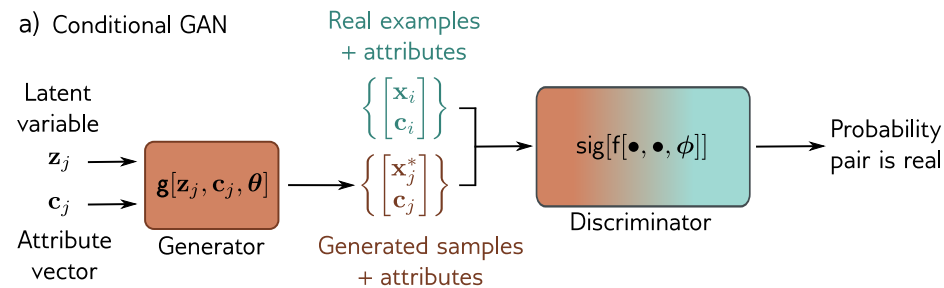 a) Conditional GAN
Real examples
+ attributes
Latent
variable
z_j
c_j
Attribute
vector
g[z_j, c_j, θ]
Generator
{[x_i
c_i]}
{[x_j^*
c_j]}
Generated samples
+ attributes
sig[f[•, •, ϕ]]
Discriminator
Probability
pair is real